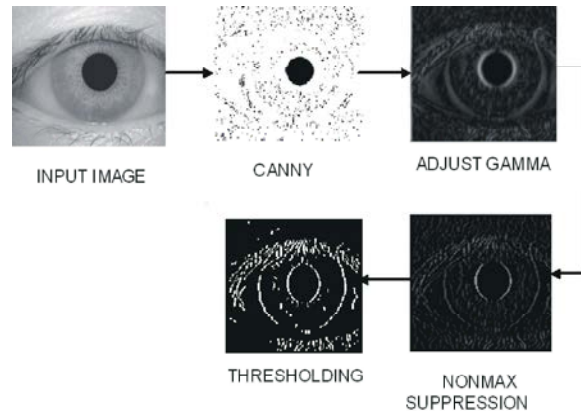 INPUT IMAGE
CANNY
ADJUST GAMMA
THRESHOLDING
NONMAX
SUPPRESSION